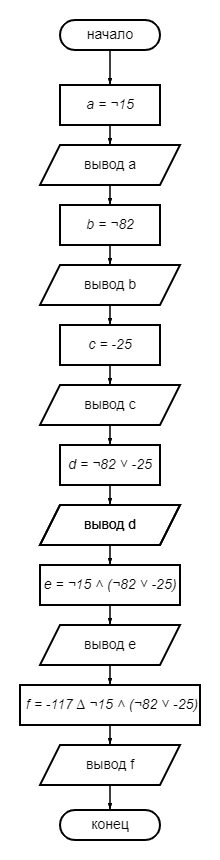 начало
a = ¬15
вывод a
b = ¬82
вывод b
c = -25
вывод c
d = ¬82 ˅ -25
вывод d
e = ¬15 ˄ (¬82 ˅ -25)
вывод e
f = -117 Δ ¬15 ˄ (¬82 ˅ -25)
вывод f
конец